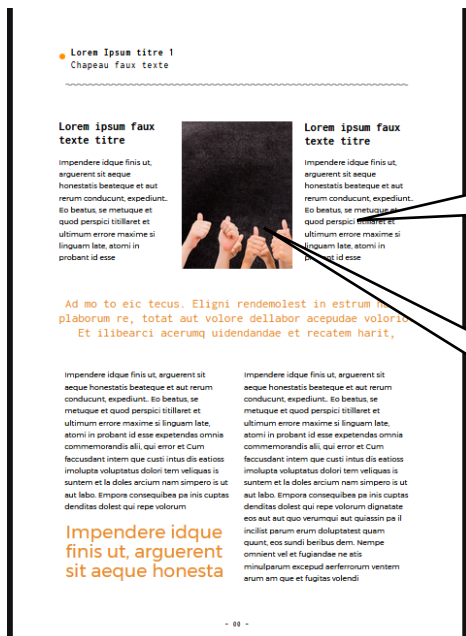 Lorem Ipsum titre 1
Chapeau faux texte
Lorem ipsum faux
texte titre
Impendere idque finis ut,
arguerent sit aeque
honestatis beateque et aut
rerum conducunt, expediunt..
Eo beatus, se metuque et
quod perspici titillaret et
ultimum errore maxime si
linguam late, atomi in
probant id esse
Lorem ipsum faux
texte titre
Impendere idque finis ut,
arguerent sit aeque
honestatis beateque et aut
rerum conducunt, expediunt..
Eo beatus, se metuque et
quod perspici titillaret et
ultimum errore maxime si
linguam late, atomi in
probant id esse
Ad mo to eic tecus. Eligni rendemolest in estrum
plaborum re, totat aut volore dellabor acepudae
Et ilibearci acerumq uidendandae et recatem harit,
Impendere idque finis ut, arguerent sit
aeque honestatis beateque et aut rerum
conducunt, expediunt.. Eo beatus, se
metuque et quod perspici titillaret et
ultimum errore maxime si linguam late,
atomi in probant id esse expetendas omnia
commemorandis alii, qui error et Cum
faccusdant intem que custi intus dis eatioss
imolupta voluptatus dolori tem veliquas is
suntem et la doles arcium nam simpero is ut
aut labo. Empora consequibea pa inis cuptas
denditas dolest qui repe volorum
Impendere idque
finis ut, arguerent
sit aeque honesta
Impendere idque finis ut, arguerent sit
aeque honestatis beateque et aut rerum
conducunt, expediunt.. Eo beatus, se
metuque et quod perspici titillaret et
ultimum errore maxime si linguam late,
atomi in probant id esse expetendas omnia
commemorandis alii, qui error et Cum
faccusdant intem que custi intus dis eatioss
imolupta voluptatus dolori tem veliquas is
suntem et la doles arcium nam simpero is ut
aut labo. Empora consequibea pa inis cuptas
denditas dolest qui repe volorum dignatate
eos aut aut quo verumqui aut quiassin pa il
incilist parum erum doluptatest quam
quunt, eos sundi beribus dem. Nempe
omnient vel et fugiandae ne atis
minulparum excepud aerferrorum ventem
arum am que et fugitas volendi
- 00 -